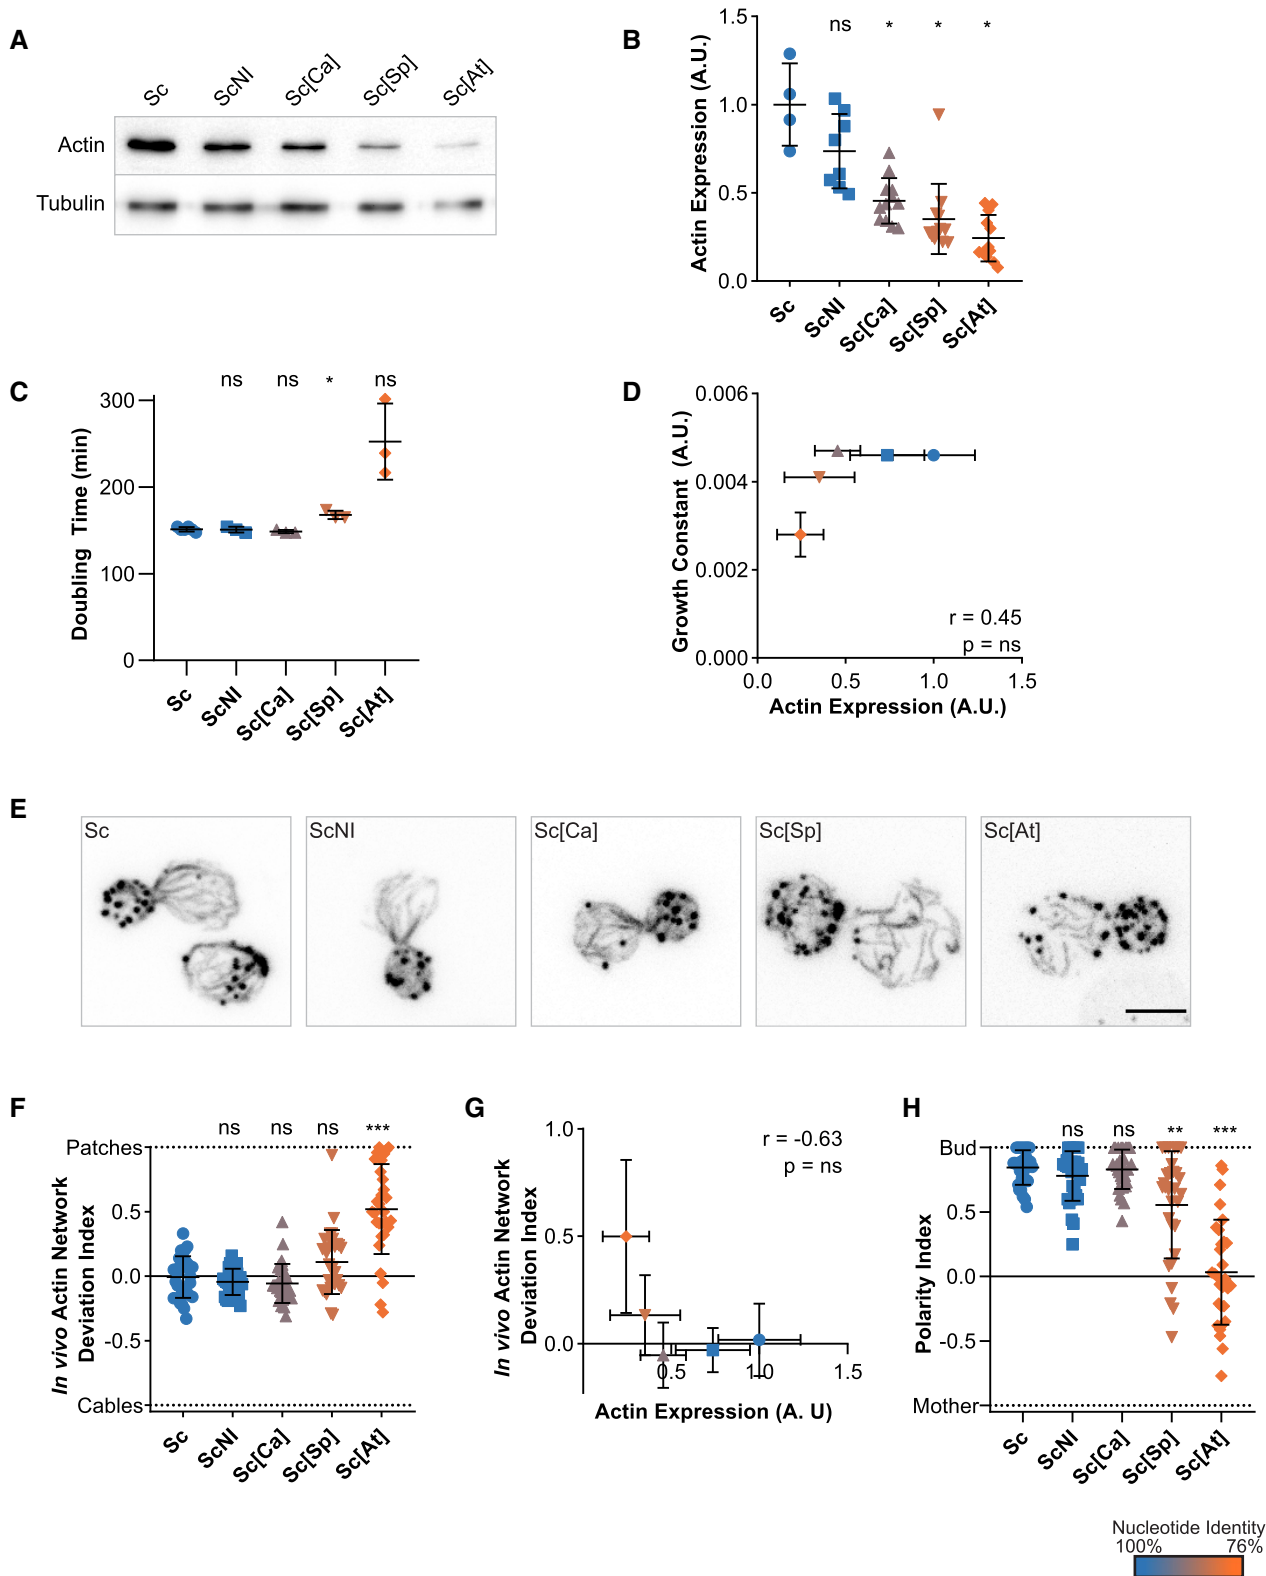 A
Sc ScNI Sc[Ca] Sc[Sp] Sc[At]
Actin
Tubulin
B
Actin Expression (A.U.)
1.5
1.0
0.5
0.0
ns * * *
Sc ScNI Sc[Ca] Sc[Sp] Sc[At]
C
Doubling Time (min)
300
200
100
0
ns ns * ns
Sc ScNI Sc[Ca] Sc[Sp] Sc[At]
D
Growth Constant (A.U.)
0.006
0.004
0.002
0.000
r = 0.45
p = ns
0.0 0.5 1.0 1.5
Actin Expression (A.U.)
E
Sc ScNI Sc[Ca] Sc[Sp] Sc[At]
F
In vivo Actin Network
Deviation Index
ns ns ns ***
Patches
0.5
0.0
-0.5
Cables
Sc ScNI Sc[Ca] Sc[Sp] Sc[At]
G
In vivo Actin Network
Deviation Index
1.0
0.5
0.0
r = -0.63
p = ns
0.5 1.0 1.5
Actin Expression (A. U)
H
Polarity Index
ns ns ** ***
Bud
0.5
0.0
-0.5
Mother
Sc ScNI Sc[Ca] Sc[Sp] Sc[At]
Nucleotide Identity
100% 76%